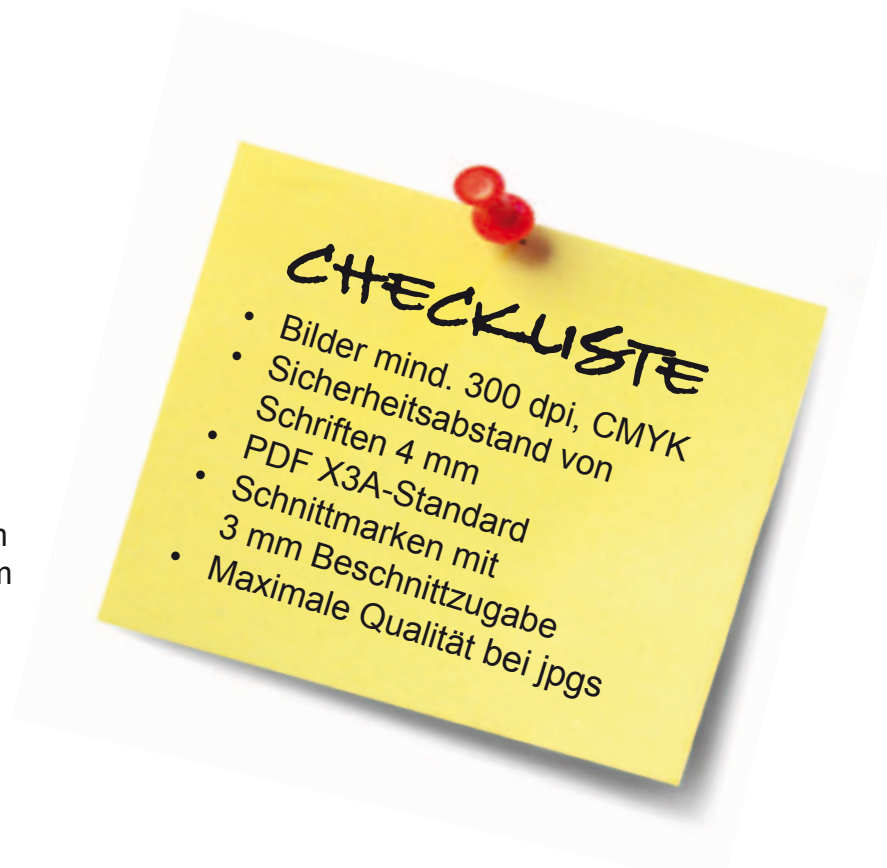 CHECKLISTE
• Bilder mind. 300 dpi, CMYK
• Sicherheitsabstand von
Schriften 4 mm
• PDF X3A-Standard
• Schnittmarken mit
3 mm Beschnittzugabe
• Maximale Qualität bei jpgs